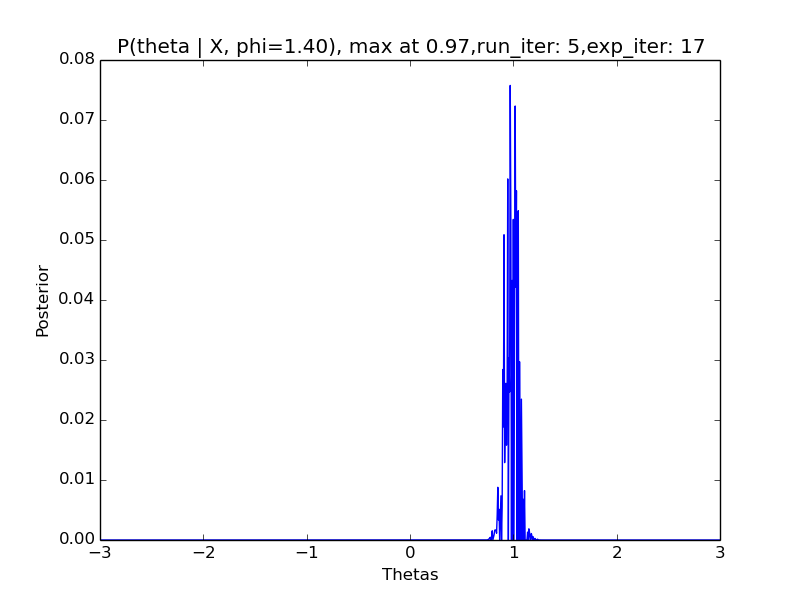 P(theta | X, phi=1.40), max at 0.97,run_iter: 5,exp_iter: 17
0.08
0.07
0.06
0.05
0.04
0.03
0.02
0.01
0.00
Posterior
−3 −2 −1 0 1 2 3
Thetas